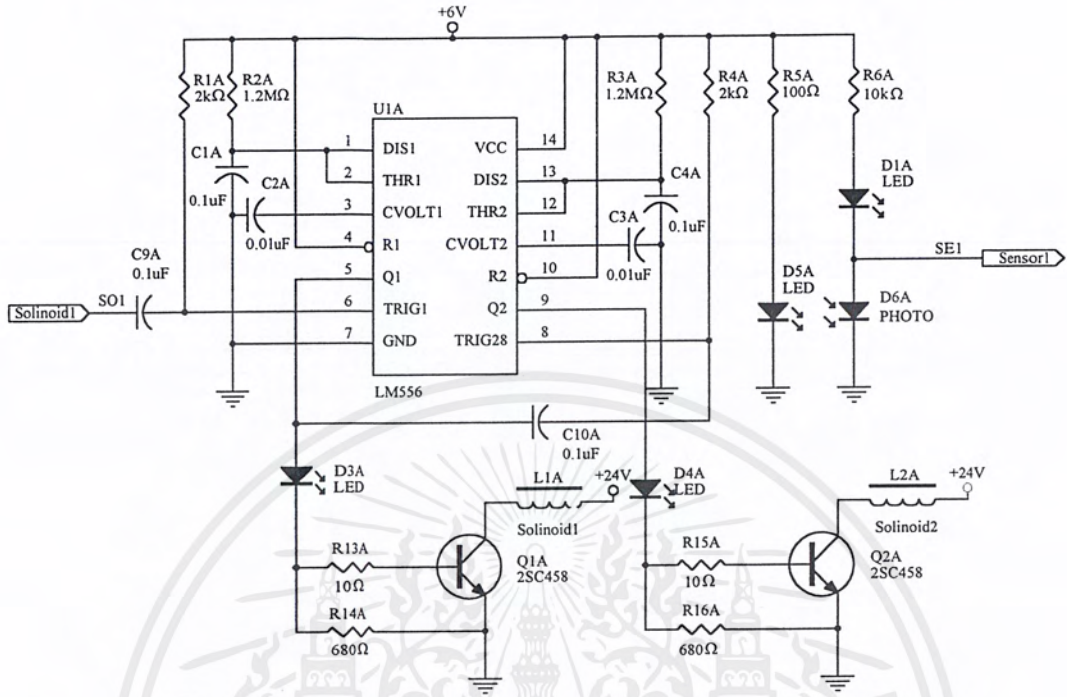 +6V
R1A
2kΩ
R2A
1.2MΩ
R3A
1.2MΩ
R4A
2kΩ
R5A
100Ω
R6A
10kΩ
U1A
C1A
0.1uF
C2A
0.01uF
1
DIS1
2
THR1
3
CVOLT1
4
R1
5
Q1
6
TRIG1
7
GND
VCC
14
DIS2
13
THR2
12
CVOLT2
11
R2
10
Q2
9
TRIG28
8
LM556
C4A
0.1uF
C3A
0.01uF
D1A
LED
SE1
Sensor1
D5A
LED
D6A
PHOTO
C9A
0.1uF
Solinoid1
SO1
C10A
0.1uF
D3A
LED
L1A
+24V
Solinoid1
D4A
LED
L2A
+24V
Solinoid2
R13A
10Ω
Q1A
2SC458
R14A
680Ω
R15A
10Ω
Q2A
2SC458
R16A
680Ω